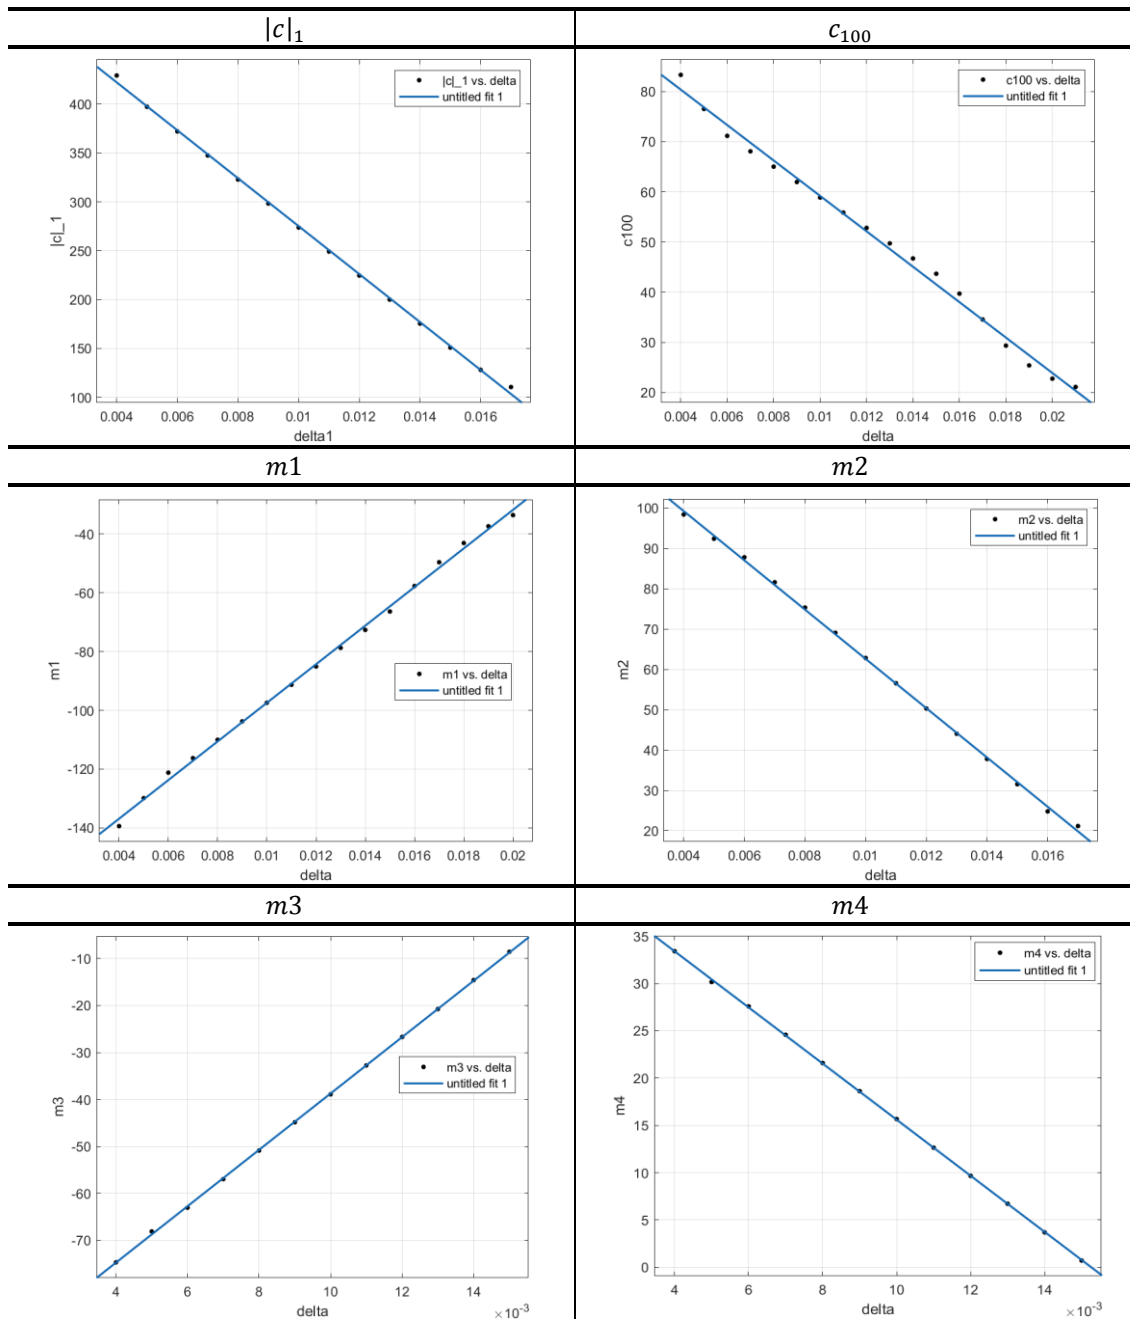 |c|₁
c₁₀₀
|c|_1 vs. delta
untitled fit 1
400
350
300
250
200
150
100
|c|_1
0.004 0.006 0.008 0.01 0.012 0.014 0.016
delta1
c100 vs. delta
untitled fit 1
80
70
60
50
40
30
20
c100
0.004 0.006 0.008 0.01 0.012 0.014 0.016 0.018 0.02
delta
m1
m2
-40
-60
-80
-100
-120
-140
m1
m1 vs. delta
untitled fit 1
0.004 0.006 0.008 0.01 0.012 0.014 0.016 0.018 0.02
delta
m2 vs. delta
untitled fit 1
100
90
80
70
60
50
40
30
20
m2
0.004 0.006 0.008 0.01 0.012 0.014 0.016
delta
m3
m4
-10
-20
-30
-40
-50
-60
-70
m3
m3 vs. delta
untitled fit 1
4 6 8 10 12 14
delta
×10⁻³
m4 vs. delta
untitled fit 1
35
30
25
20
15
10
5
0
m4
4 6 8 10 12 14
delta
×10⁻³